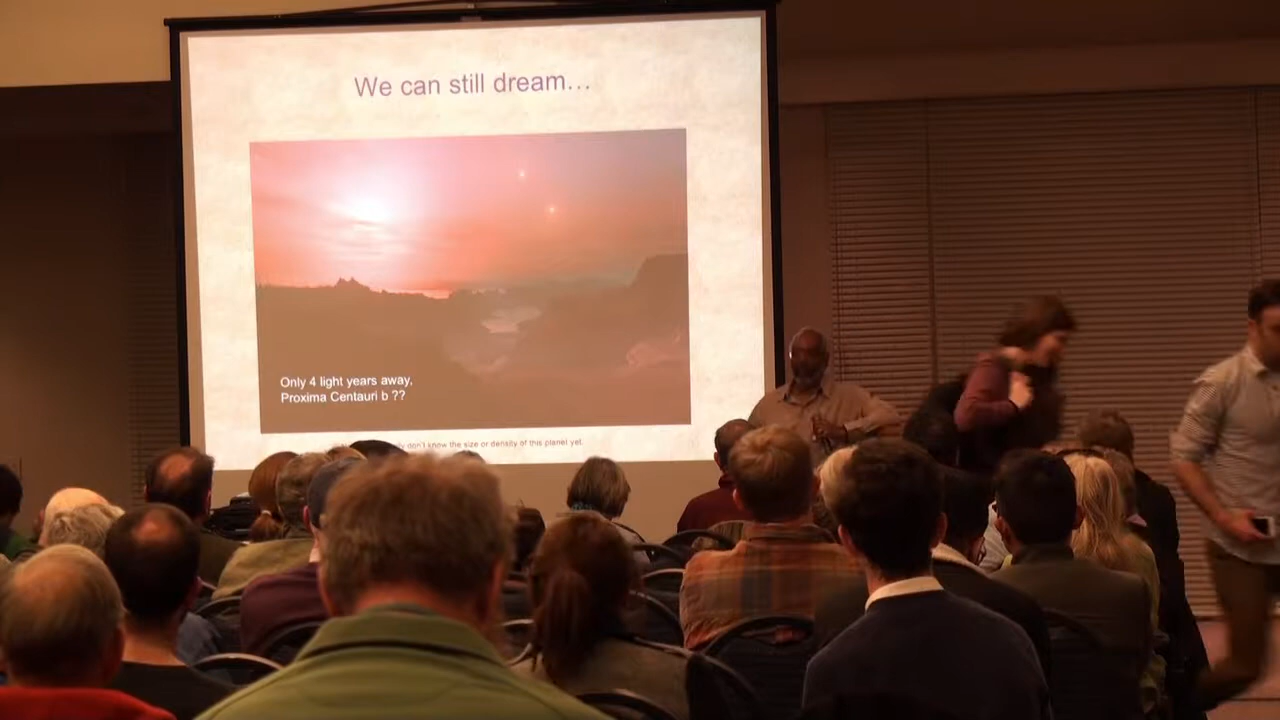 We can still dream…
Only 4 light years away,
Proxima Centauri b ??
don't know the size or density of this planet yet.